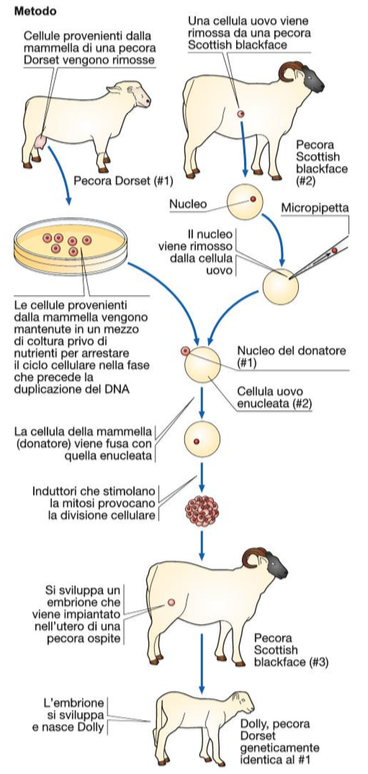 Metodo
Cellule provenienti dalla
mammella di una pecora
Dorset vengono rimosse
Una cellula uovo viene
rimossa da una pecora
Scottish blackface
Pecora Dorset (#1)
Pecora
Scottish
blackface
(#2)
Nucleo
Micropipetta
Il nucleo
viene rimosso
dalla cellula
uovo
Le cellule provenienti
dalla mammella vengono
mantenute in un mezzo
di coltura privo di
nutrienti per arrestare
il ciclo cellulare nella fase
che precede la
duplicazione del DNA
Nucleo del donatore
(#1)
Cellula uovo
enucleata (#2)
La cellula della mammella
(donatore) viene fusa con
quella enucleata
Induttori che stimolano
la mitosi provocano
la divisione cellulare
Si sviluppa un
embrione che
viene impiantato
nell'utero di una
pecora ospite
Pecora
Scottish
blackface (#3)
L'embrione
si sviluppa
e nasce Dolly
Dolly, pecora
Dorset
geneticamente
identica al #1